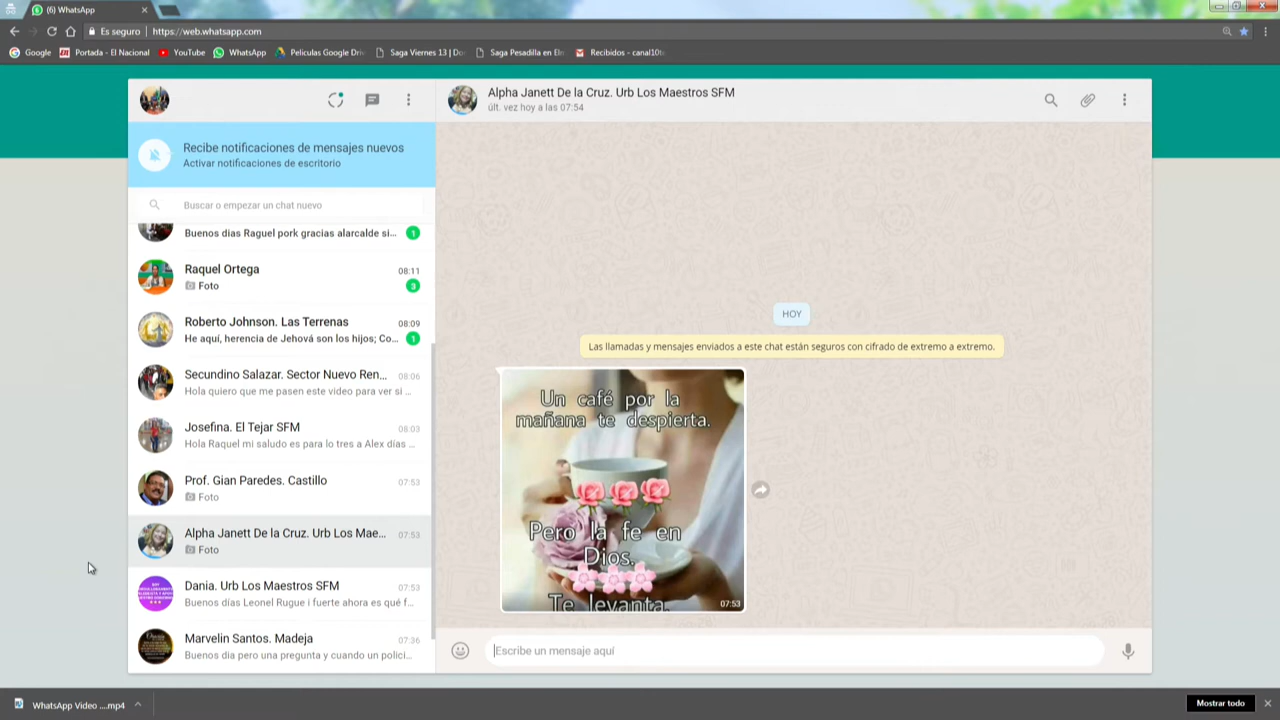 (6) WhatsApp
Es seguro | https://web.whatsapp.com
Google Portada - El Nacional YouTube WhatsApp Peliculas Google Driv Saga Viernes 13 | Do Saga Pesadilla en Elm Recibidos - canal10s
Alpha Janett De la Cruz. Urb Los Maestros SFM
últ. vez hoy a las 07:54
Recibe notificaciones de mensajes nuevos
Activar notificaciones de escritorio
Buscar o empezar un chat nuevo
Buenos dias Raguel pork gracias alarcalde si... 1
Raquel Ortega 08:11
Foto 3
Roberto Johnson. Las Terrenas 08:09
He aquí, herencia de Jehová son los hijos; Co... 1
Secundino Salazar. Sector Nuevo Ren... 08:06
Hola quiero que me pasen este video para ver si ...
Josefina. El Tejar SFM 08:03
Hola Raquel mi saludo es para lo tres a Alex días ...
Prof. Gian Paredes. Castillo 07:53
Foto
Alpha Janett De la Cruz. Urb Los Mae... 07:53
Foto
Dania. Urb Los Maestros SFM 07:53
Buenos días Leonel Rugue i fuerte ahora es qué f...
Marvelin Santos. Madeja 07:36
Buenos dia pero una pregunta y cuando un polici...
HOY
Las llamadas y mensajes enviados a este chat están seguros con cifrado de extremo a extremo.
Un café por la
mañana te despierta.
Pero la fe en
Dios.
Te levanta.
07:53
Escribe un mensaje aquí
WhatsApp Video ....mp4
Mostrar todo